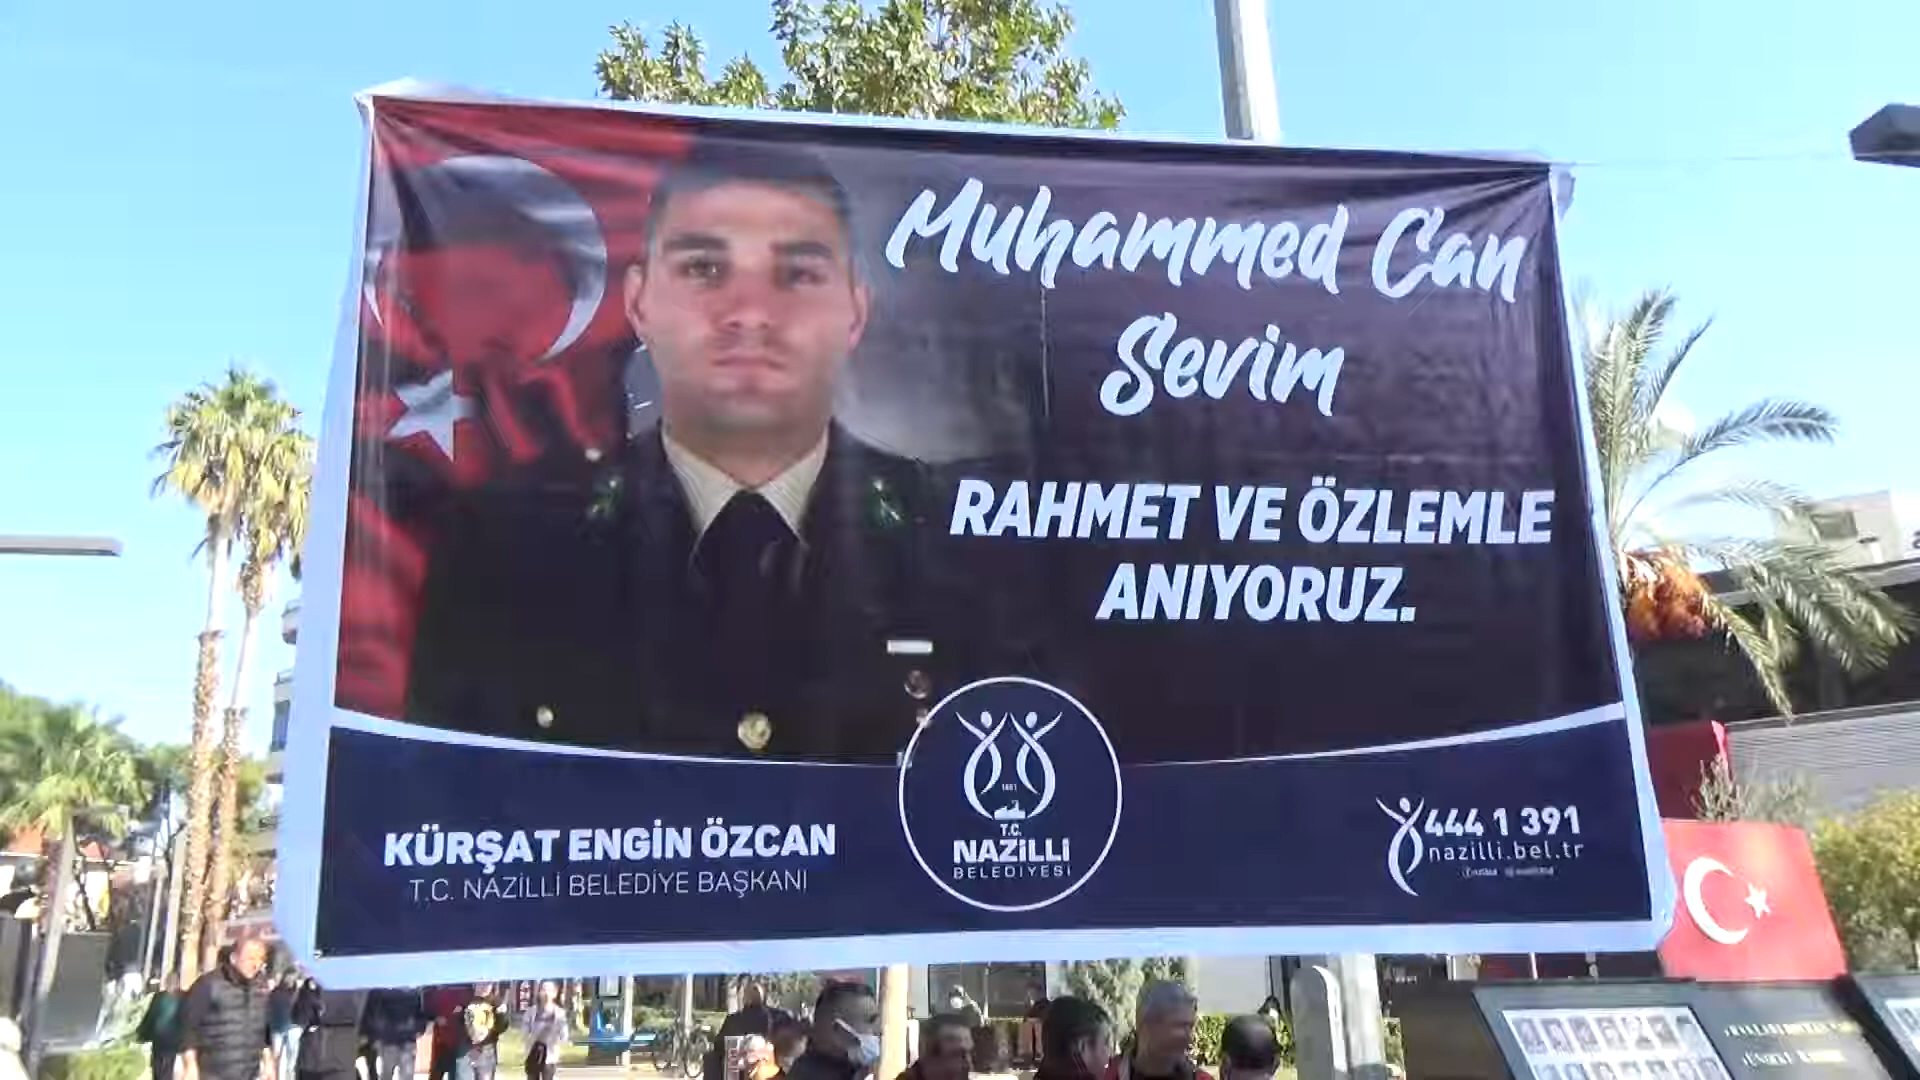 Muhammed Can
Sevim
RAHMET VE ÖZLEMLE
ANIYORUZ.
KÜRŞAT ENGİN ÖZCAN
T.C. NAZİLLİ BELEDİYE BAŞKANI
1881
T.C.
NAZİLLİ
BELEDİYESİ
444 1 391
nazilli.bel.tr